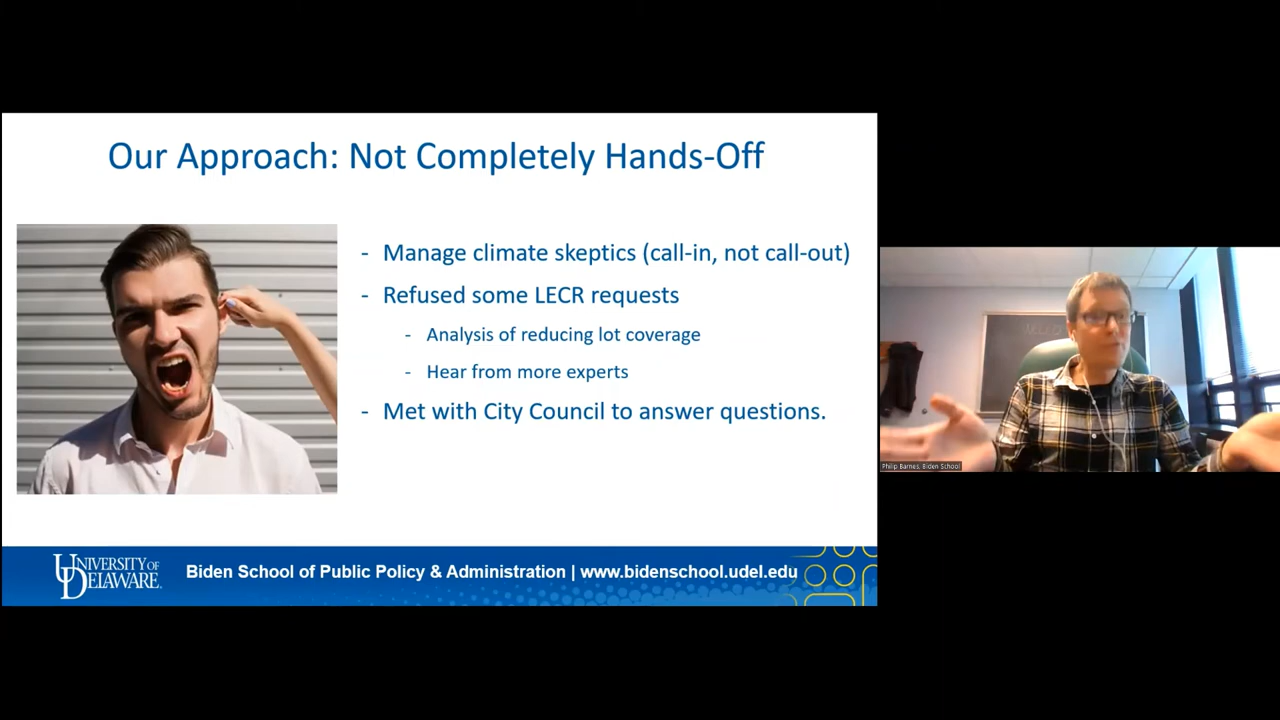 Our Approach: Not Completely Hands-Off
- Manage climate skeptics (call-in, not call-out)
- Refused some LECR requests
- Analysis of reducing lot coverage
- Hear from more experts
- Met with City Council to answer questions.
UNIVERSITY OF
DELAWARE.
Biden School of Public Policy & Administration | www.bidenschool.udel.edu
Philip Barnes, Biden School